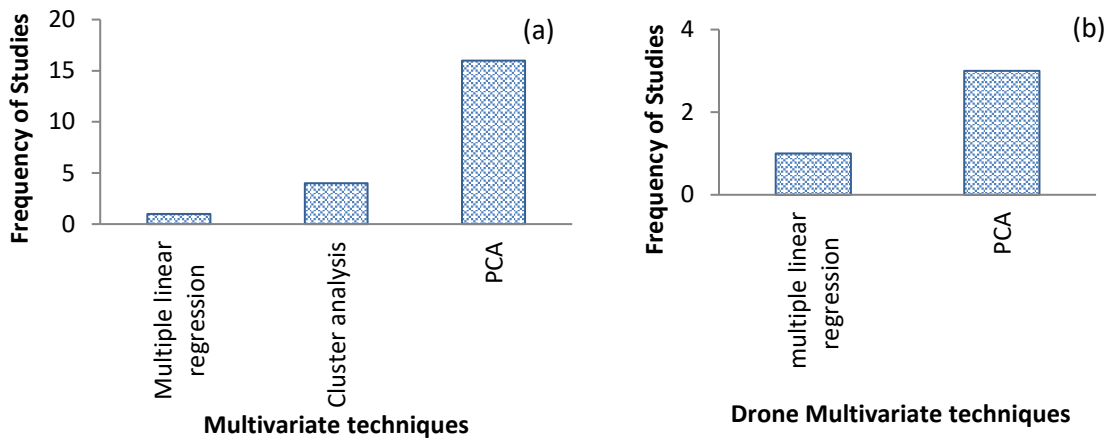 (a)
Frequency of Studies
20
15
10
5
0
Multiple linear
regression
Cluster analysis
PCA
Multivariate techniques
(b)
Frequency of Studies
4
2
0
multiple linear
regression
PCA
Drone Multivariate techniques